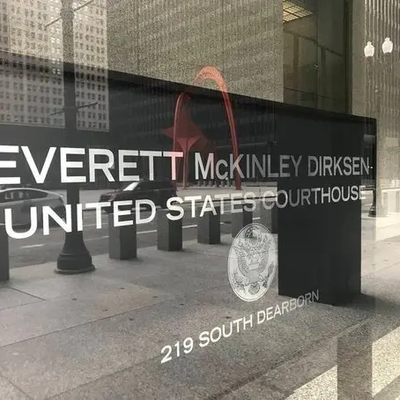 EVERETT McKINLEY DIRKSEN
UNITED STATES COURTHOUSE
219 SOUTH DEARBORN